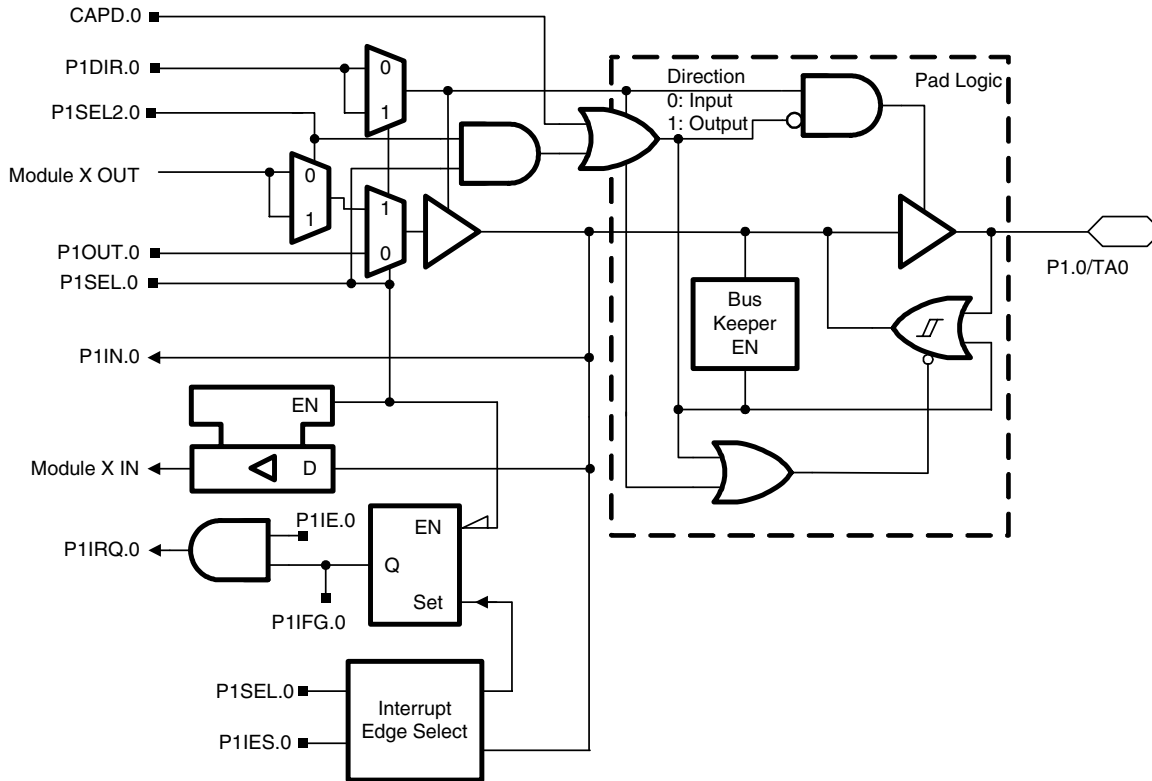 CAPD.0
P1DIR.0
0
1
P1SEL2.0
Module X OUT
0
1
1
0
P1OUT.0
P1SEL.0
Direction
0: Input
1: Output
Pad Logic
Bus
Keeper
EN
P1.0/TA0
P1IN.0
EN
Module X IN
D
P1IE.0
P1IRQ.0
EN
Q
Set
P1IFG.0
P1SEL.0
P1IES.0
Interrupt
Edge Select